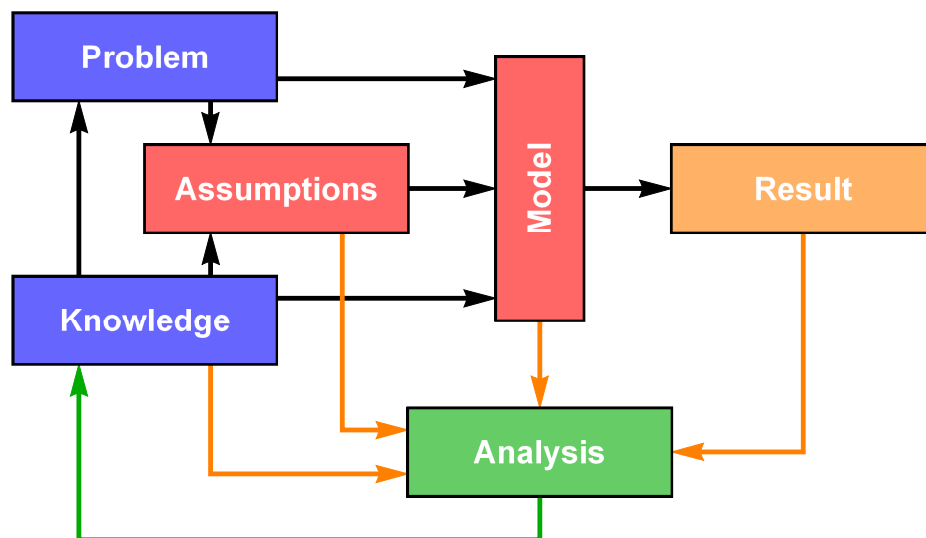 Problem
Assumptions
Model
Result
Knowledge
Analysis